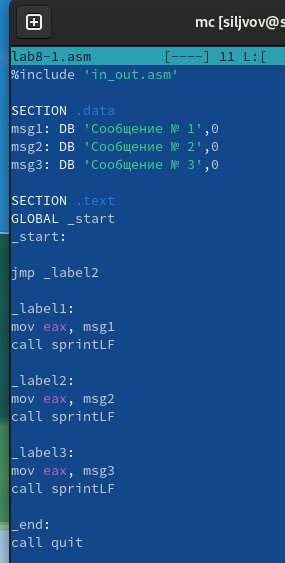 mc [siljvov@s
lab8-1.asm [----] 11 L:[
%include 'in_out.asm'
SECTION .data
msg1: DB 'Сообщение № 1',0
msg2: DB 'Сообщение № 2',0
msg3: DB 'Сообщение № 3',0
SECTION .text
GLOBAL _start
_start:
jmp _label2
_label1:
mov eax, msg1
call sprintLF
_label2:
mov eax, msg2
call sprintLF
_label3:
mov eax, msg3
call sprintLF
_end:
call quit